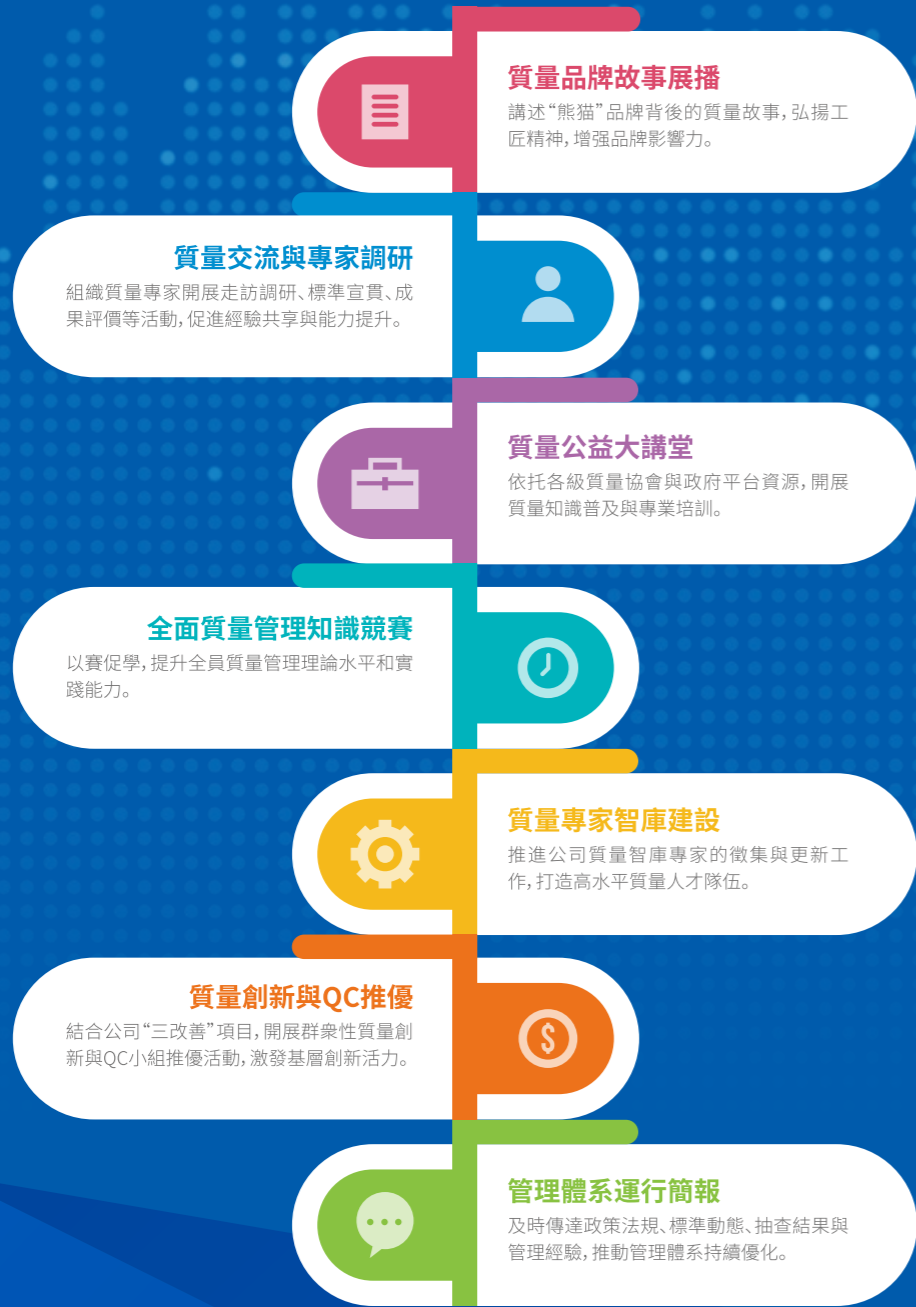 質量品牌故事展播
講述“熊猫”品牌背後的質量故事,弘揚工
匠精神,增强品牌影響力。
質量交流與專家調研
組織質量專家開展走訪調研、標準宣貫、成
果評價等活動,促進經驗共享與能力提升。
質量公益大講堂
依托各級質量協會與政府平台資源,開展
質量知識普及與專業培訓。
全面質量管理知識競賽
以賽促學,提升全員質量管理理論水平和實
踐能力。
質量專家智庫建設
推進公司質量智庫專家的徵集與更新工
作,打造高水平質量人才隊伍。
質量創新與QC推優
結合公司“三改善”項目,開展群衆性質量創
新與QC小組推優活動,激發基層創新活力。
管理體系運行簡報
及時傳達政策法規、標準動態、抽查結果與
管理經驗,推動管理體系持續優化。